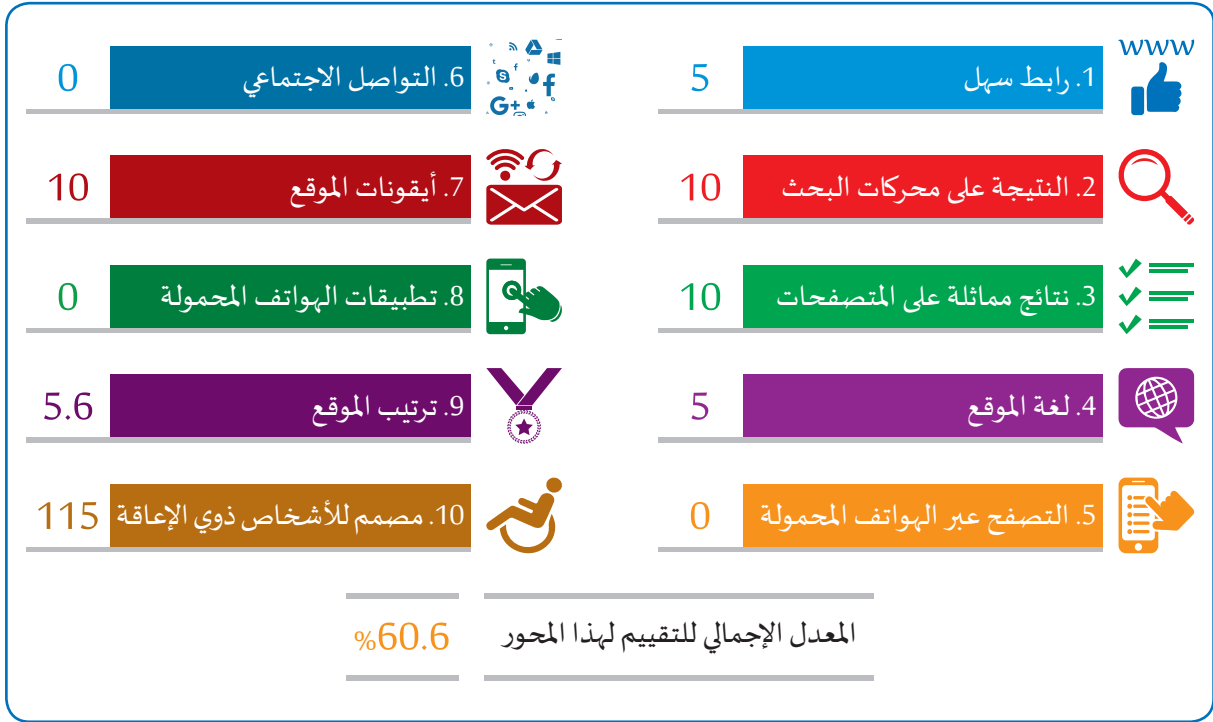 WWW
1. رابط سهل
5
2. النتيجة على محركات البحث
10
3. نتائج مماثلة على المتصفحات
10
4. لغة الموقع
5
5. التصفح عبر الهواتف المحمولة
0
6. التواصل الاجتماعي
0
7. أيقونات الموقع
10
8. تطبيقات الهواتف المحمولة
0
9. ترتيب الموقع
5.6
10. مصمم للأشخاص ذوي الإعاقة
115
المعدل الإجمالي للتقييم لهذا المحور
%60.6